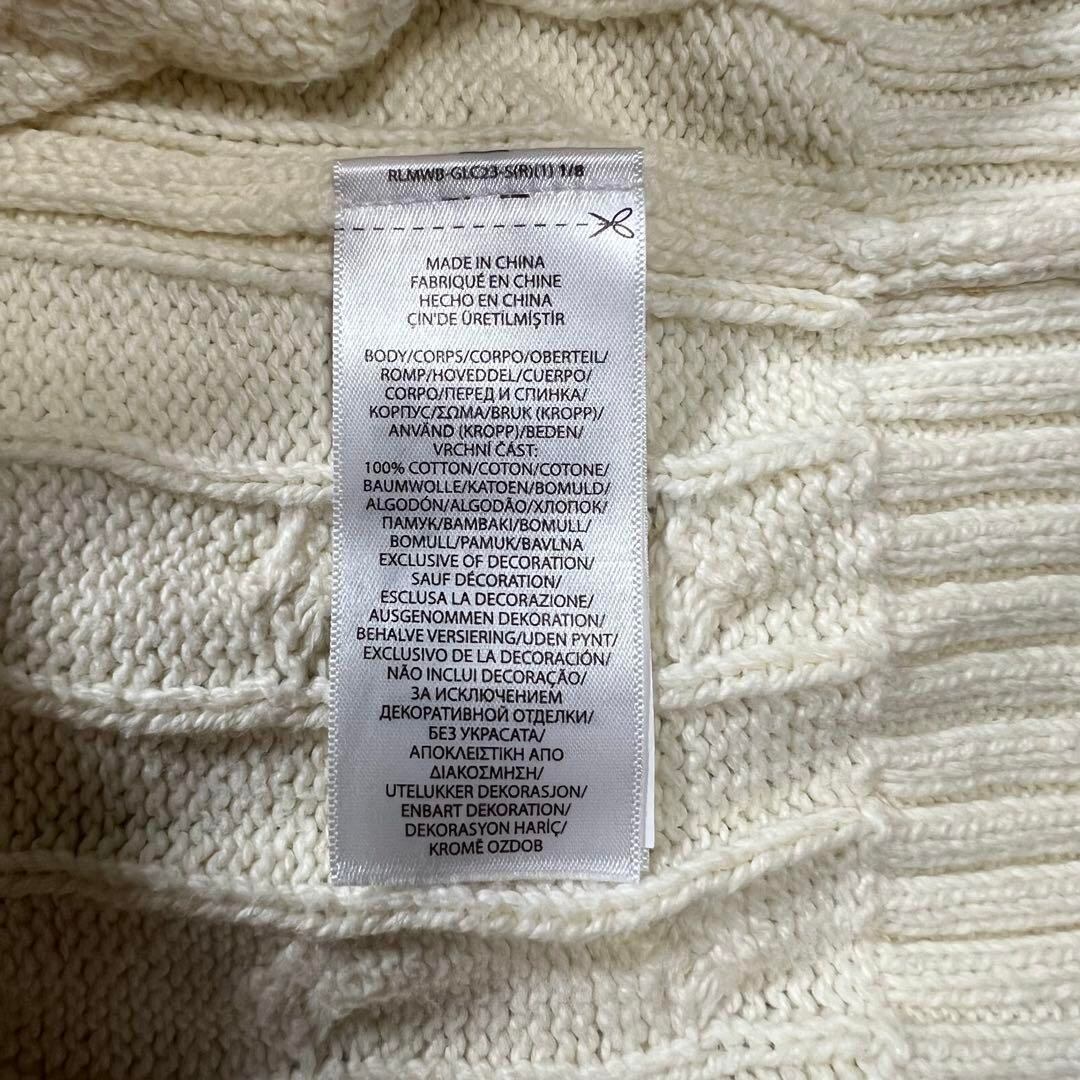 RLMWB-GLC23-S(R)(1) 1/8
MADE IN CHINA
FABRIQUÉ EN CHINE
HECHO EN CHINA
ÇIN'DE ÜRETİLMİŞTİR
BODY/CORPS/CORPO/OBERTEIL/
ROMP/HOVEDDEL/CUERPO/
CORPO/ПЕРЕД И СПИНКА/
КОРПУС/ΣΩΜΑ/BRUK (KROPP)/
ANVÄND (KROPP)/BEDEN/
VRCHNÍ ČÁST:
100% COTTON/COTON/COTONE/
BAUMWOLLE/KATOEN/BOMULD/
ALGODÓN/ALGODÃO/ХЛОПОК/
ПАМУК/BAMBAKI/BOMULL/
BOMULL/PAMUK/BAVLNA
EXCLUSIVE OF DECORATION/
SAUF DÉCORATION/
ESCLUSA LA DECORAZIONE/
AUSGENOMMEN DEKORATION/
BEHALVE VERSIERING/UDEN PYNT/
EXCLUSIVO DE LA DECORACIÓN/
NÃO INCLUI DECORAÇÃO/
ЗА ИСКЛЮЧЕНИЕМ
ДЕКОРАТИВНОЙ ОТДЕЛКИ/
БЕЗ УКРАСАТА/
ΑΠΟΚΛΕΙΣΤΙΚΗ ΑΠΟ
ΔΙΑΚΟΣΜΗΣΗ/
UTELUKKER DEKORASJON/
ENBART DEKORATION/
DEKORASYON HARİÇ/
KROMĚ OZDOB